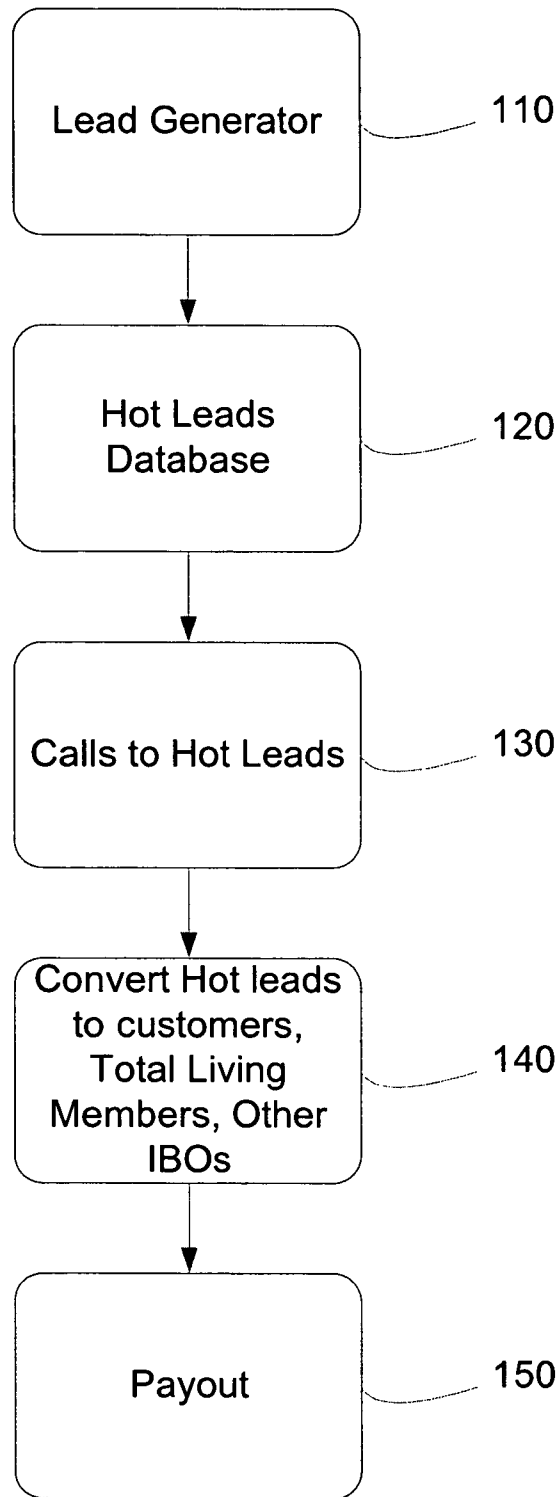 Lead Generator
110
Hot Leads
Database
120
Calls to Hot Leads
130
Convert Hot leads
to customers,
Total Living
Members, Other
IBOs
140
Payout
150